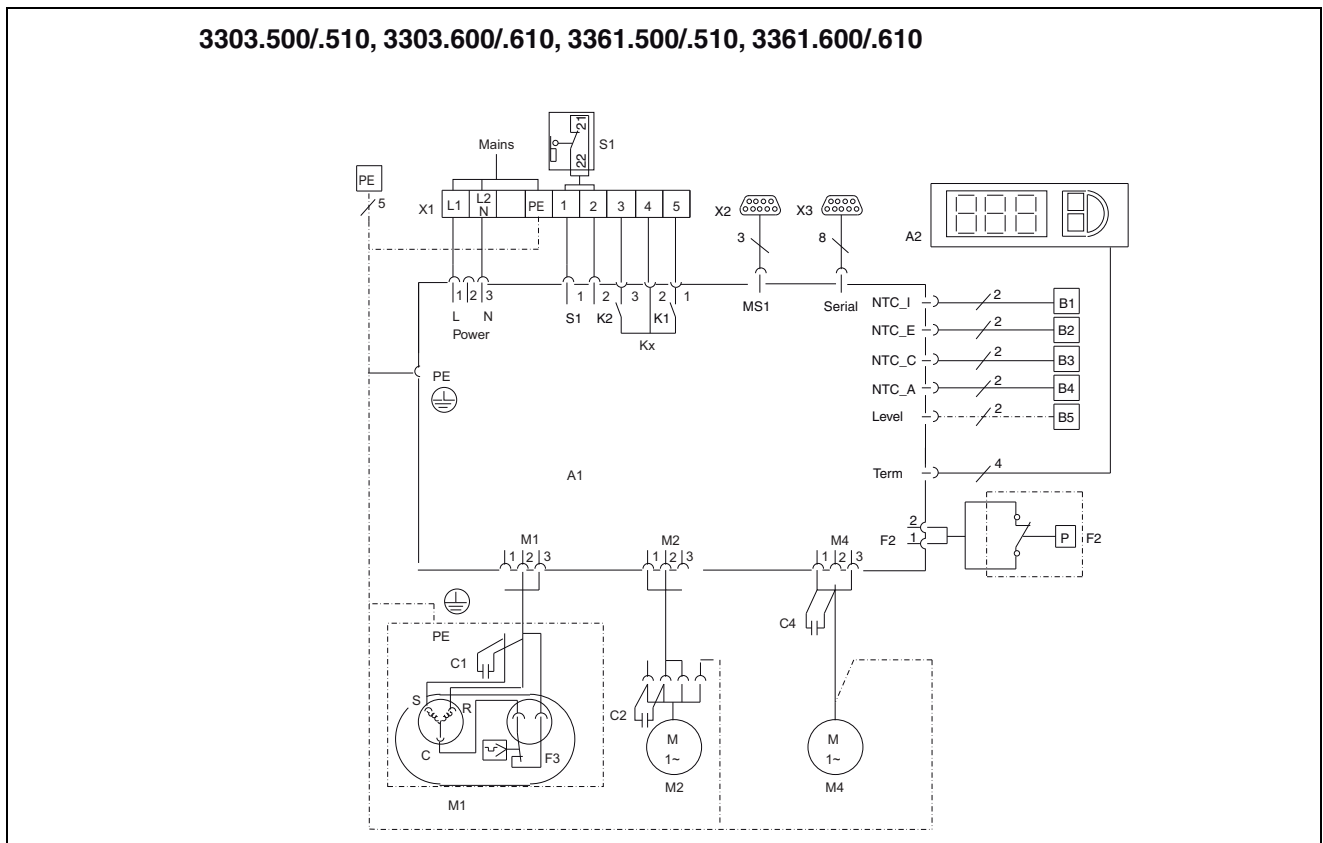 3303.500/.510, 3303.600/.610, 3361.500/.510, 3361.600/.610
Mains
21
22
S1
PE
5
X1
L1
L2
N
PE
1
2
3
4
5
X2
X3
3
8
A2
1
2
3
L
N
Power
1
2
3
2
1
S1
K2
K1
Kx
MS1
Serial
NTC_I
2
B1
NTC_E
2
B2
NTC_C
2
B3
NTC_A
2
B4
Level
2
B5
PE
Term
4
A1
F2
2
1
P
F2
M1
1
2
3
M2
1
2
3
M4
1
2
3
PE
C1
C4
S
R
C
F3
C2
M
1~
M
1~
M1
M2
M4